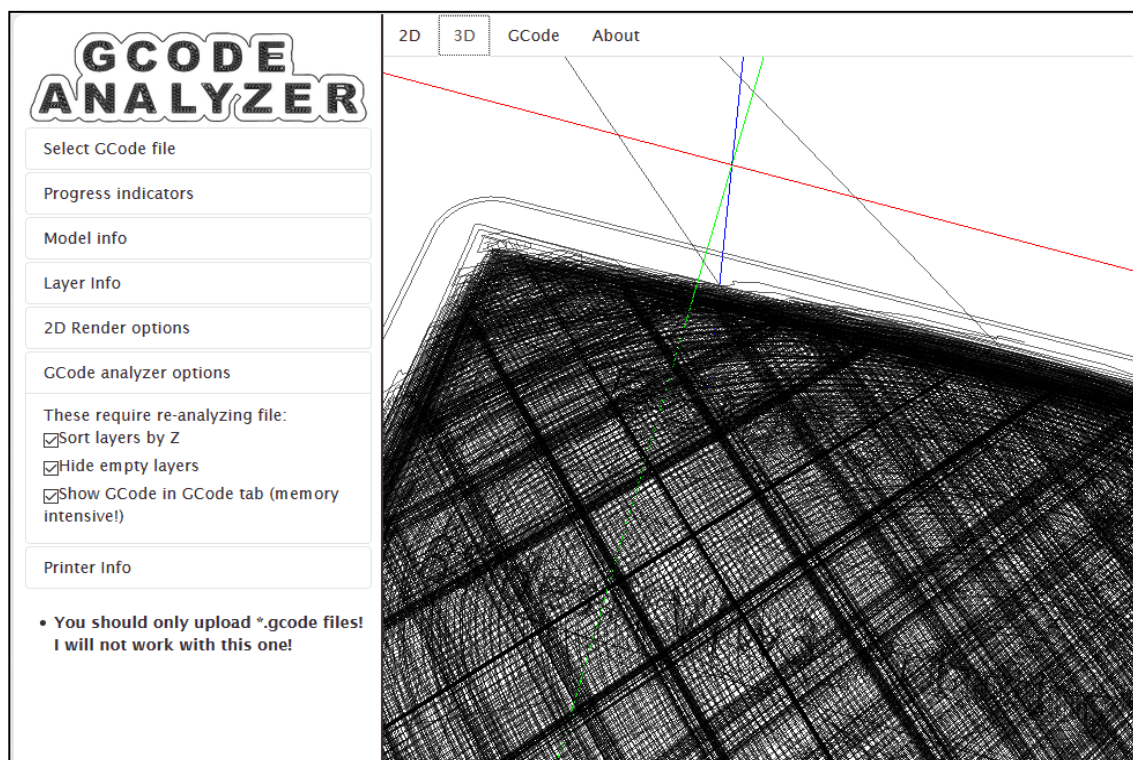 GCODE
ANALYZER
2D 3D GCode About
Select GCode file
Progress indicators
Model info
Layer Info
2D Render options
GCode analyzer options
These require re-analyzing file:
Sort layers by Z
Hide empty layers
Show GCode in GCode tab (memory
intensive!)
Printer Info
• You should only upload *.gcode files!
I will not work with this one!